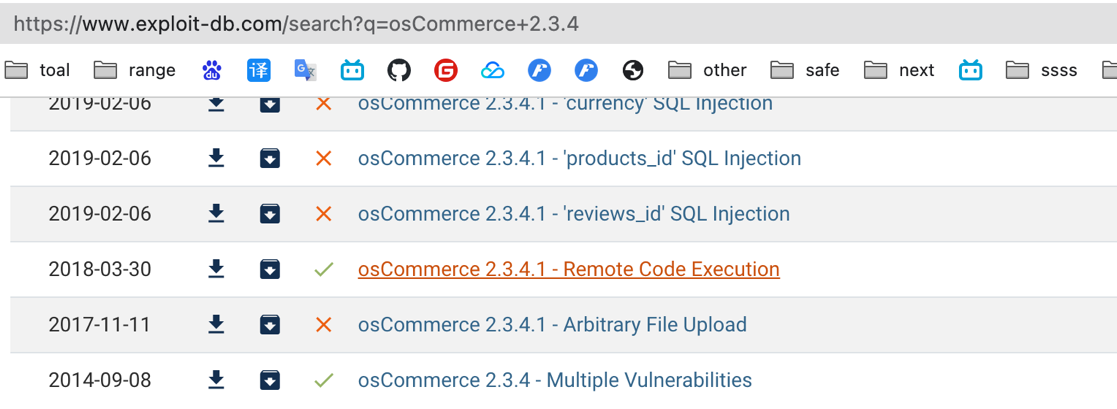 https://www.exploit-db.com/search?q=osCommerce+2.3.4
toal range du 译 G 文 G other safe next ssss
2019-02-06 osCommerce 2.3.4.1 - 'currency' SQL Injection
2019-02-06 osCommerce 2.3.4.1 - 'products_id' SQL Injection
2019-02-06 osCommerce 2.3.4.1 - 'reviews_id' SQL Injection
2018-03-30 osCommerce 2.3.4.1 - Remote Code Execution
2017-11-11 osCommerce 2.3.4.1 - Arbitrary File Upload
2014-09-08 osCommerce 2.3.4 - Multiple Vulnerabilities